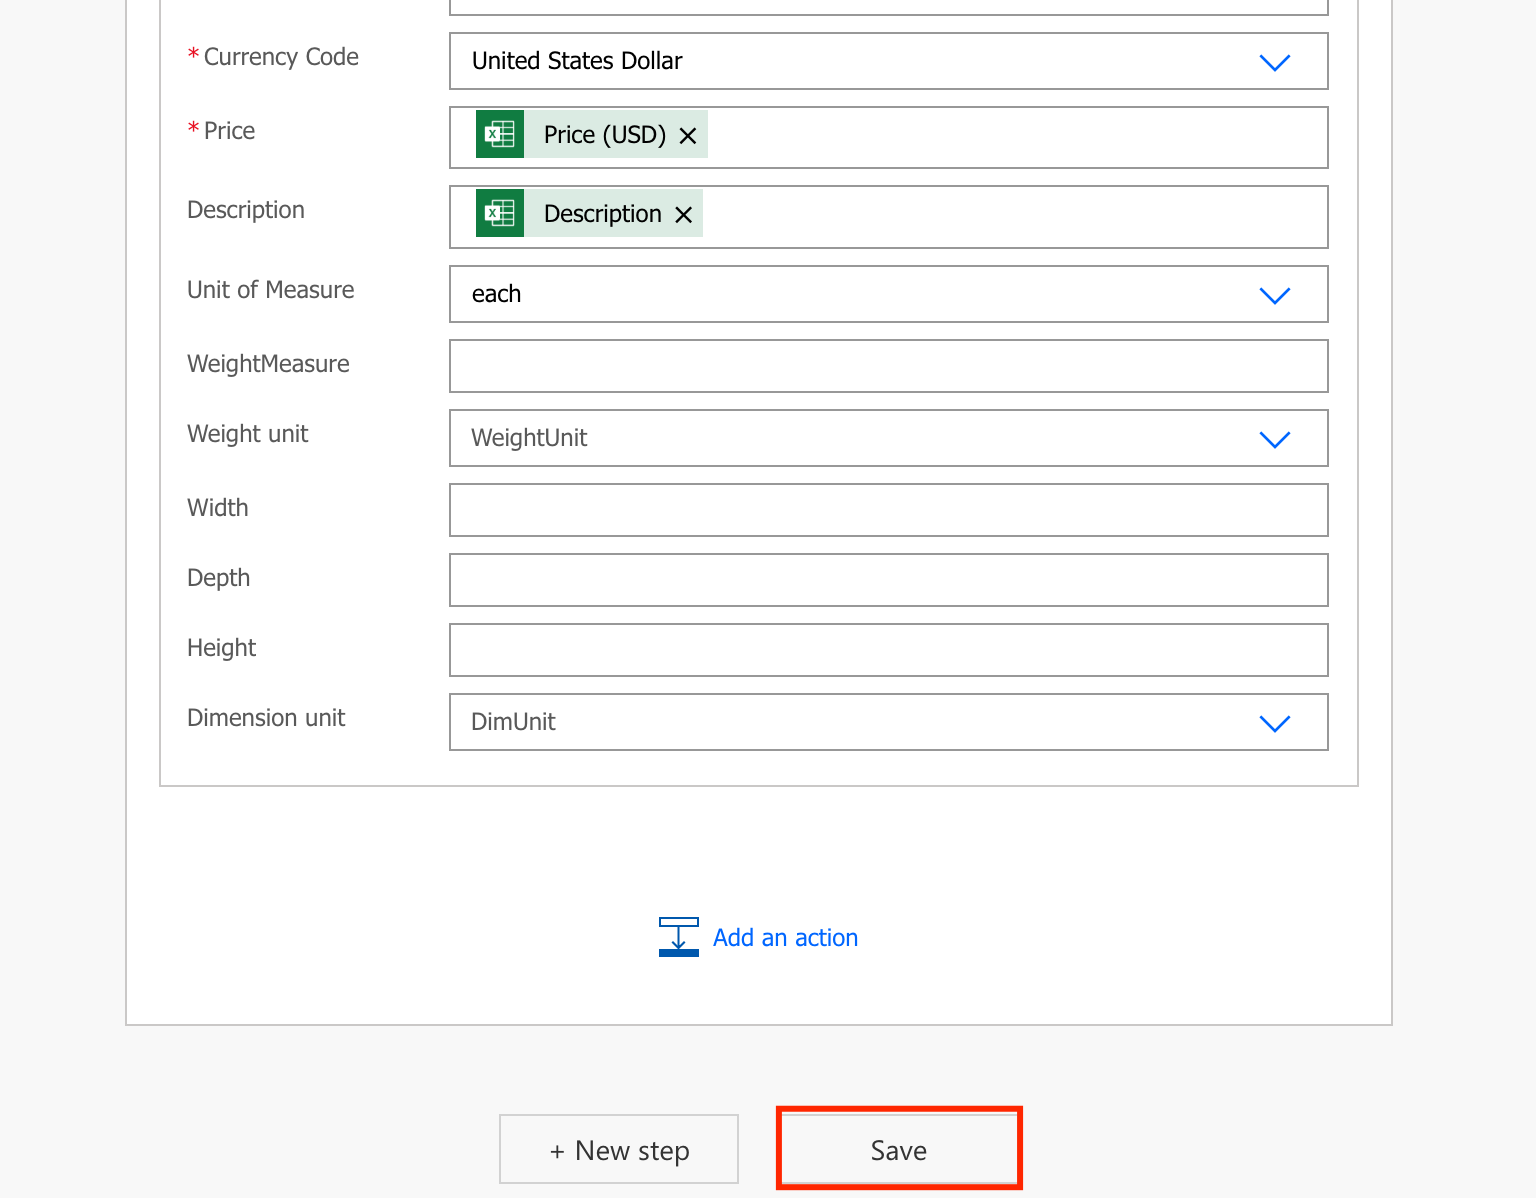 * Currency Code
United States Dollar
* Price
Price (USD)
Description
Description
Unit of Measure
each
WeightMeasure
Weight unit
WeightUnit
Width
Depth
Height
Dimension unit
DimUnit
Add an action
+ New step
Save